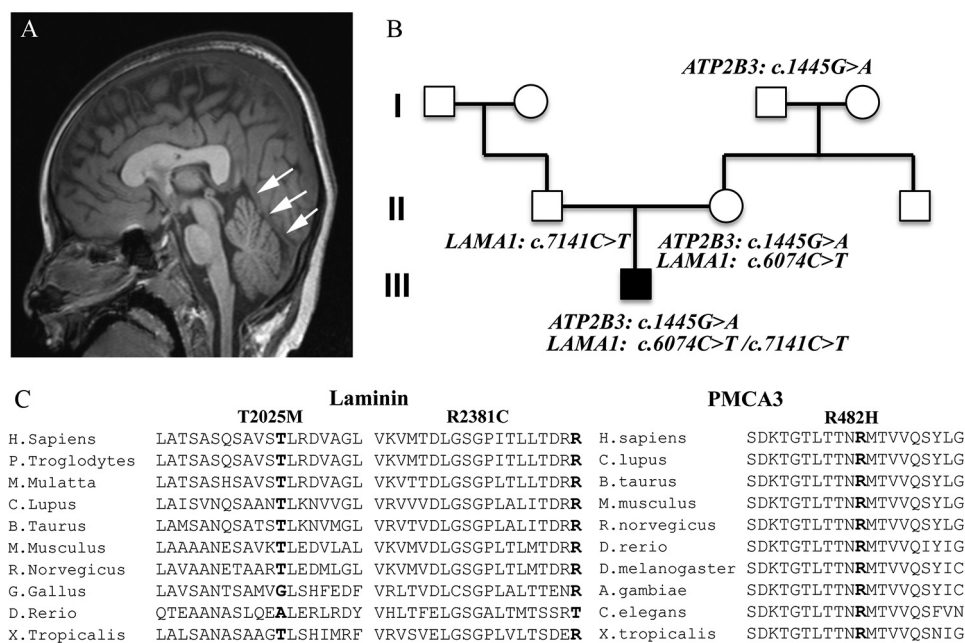 A
B
ATP2B3: c.1445G>A
I
II
LAMA1: c.7141C>T
ATP2B3: c.1445G>A
LAMA1: c.6074C>T
III
ATP2B3: c.1445G>A
LAMA1: c.6074C>T /c.7141C>T
C
Laminin
PMCA3
T2025M
R2381C
R482H
H.Sapiens LATSASQSAVSTLRDVAGL VKVMTDLGSGPITLLTDRR H.sapiens SDKTGTLTTNRMTVVQSYLG
P.Troglodytes LATSASQSAVSTLRDVAGL VKVMTDLGSGPITLLTDRR C.lupus SDKTGTLTTNRMTVVQSYLG
M.Mulatta LATSASHSAVSTLRDVAGL VKVTTDLGSGPITLLTDRR B.taurus SDKTGTLTTNRMTVVQSYLG
C.Lupus LAISVNQSAANTLKNVVGL VRVMTDLGSGPVALITDRR M.musculus SDKTGTLTTNRMTVVQSYLG
B.Taurus LAMSANQSATSTLKNVMGL VRVTVDLGSGPLALITDRR R.norvegicus SDKTGTLTTNRMTVVQSYLG
M.Musculus LAAAANESAVKTLEDVLAL VKVMVDLGSGPLTLMTDRR D.rerio SDKTGTLTTNRMTVVQIYIG
R.Norvegicus LAVAANETAARTLEDMLGL VKVMVDLGSGPLTLMTDRR D.melanogaster SDKTGTLTTNRMTVVQSYIC
G.Gallus LAVSANTSAMVGLSHFEDF VRLTVDLCSGPLALTTENR A.gambiae SDKTGTLTTNRMTVVQSYIC
D.Rerio QTEAANASLQEALERLRDY VHLTFELGSGALTMTSSRT C.elegans SDKTGTLTTNRMTVVQSFVN
X.Tropicalis LALSANASAAGTLSHIMRF VRVSVELGSGPLVLTSDER X.tropicalis SDKTGTLTTNRMTVVQSNIG